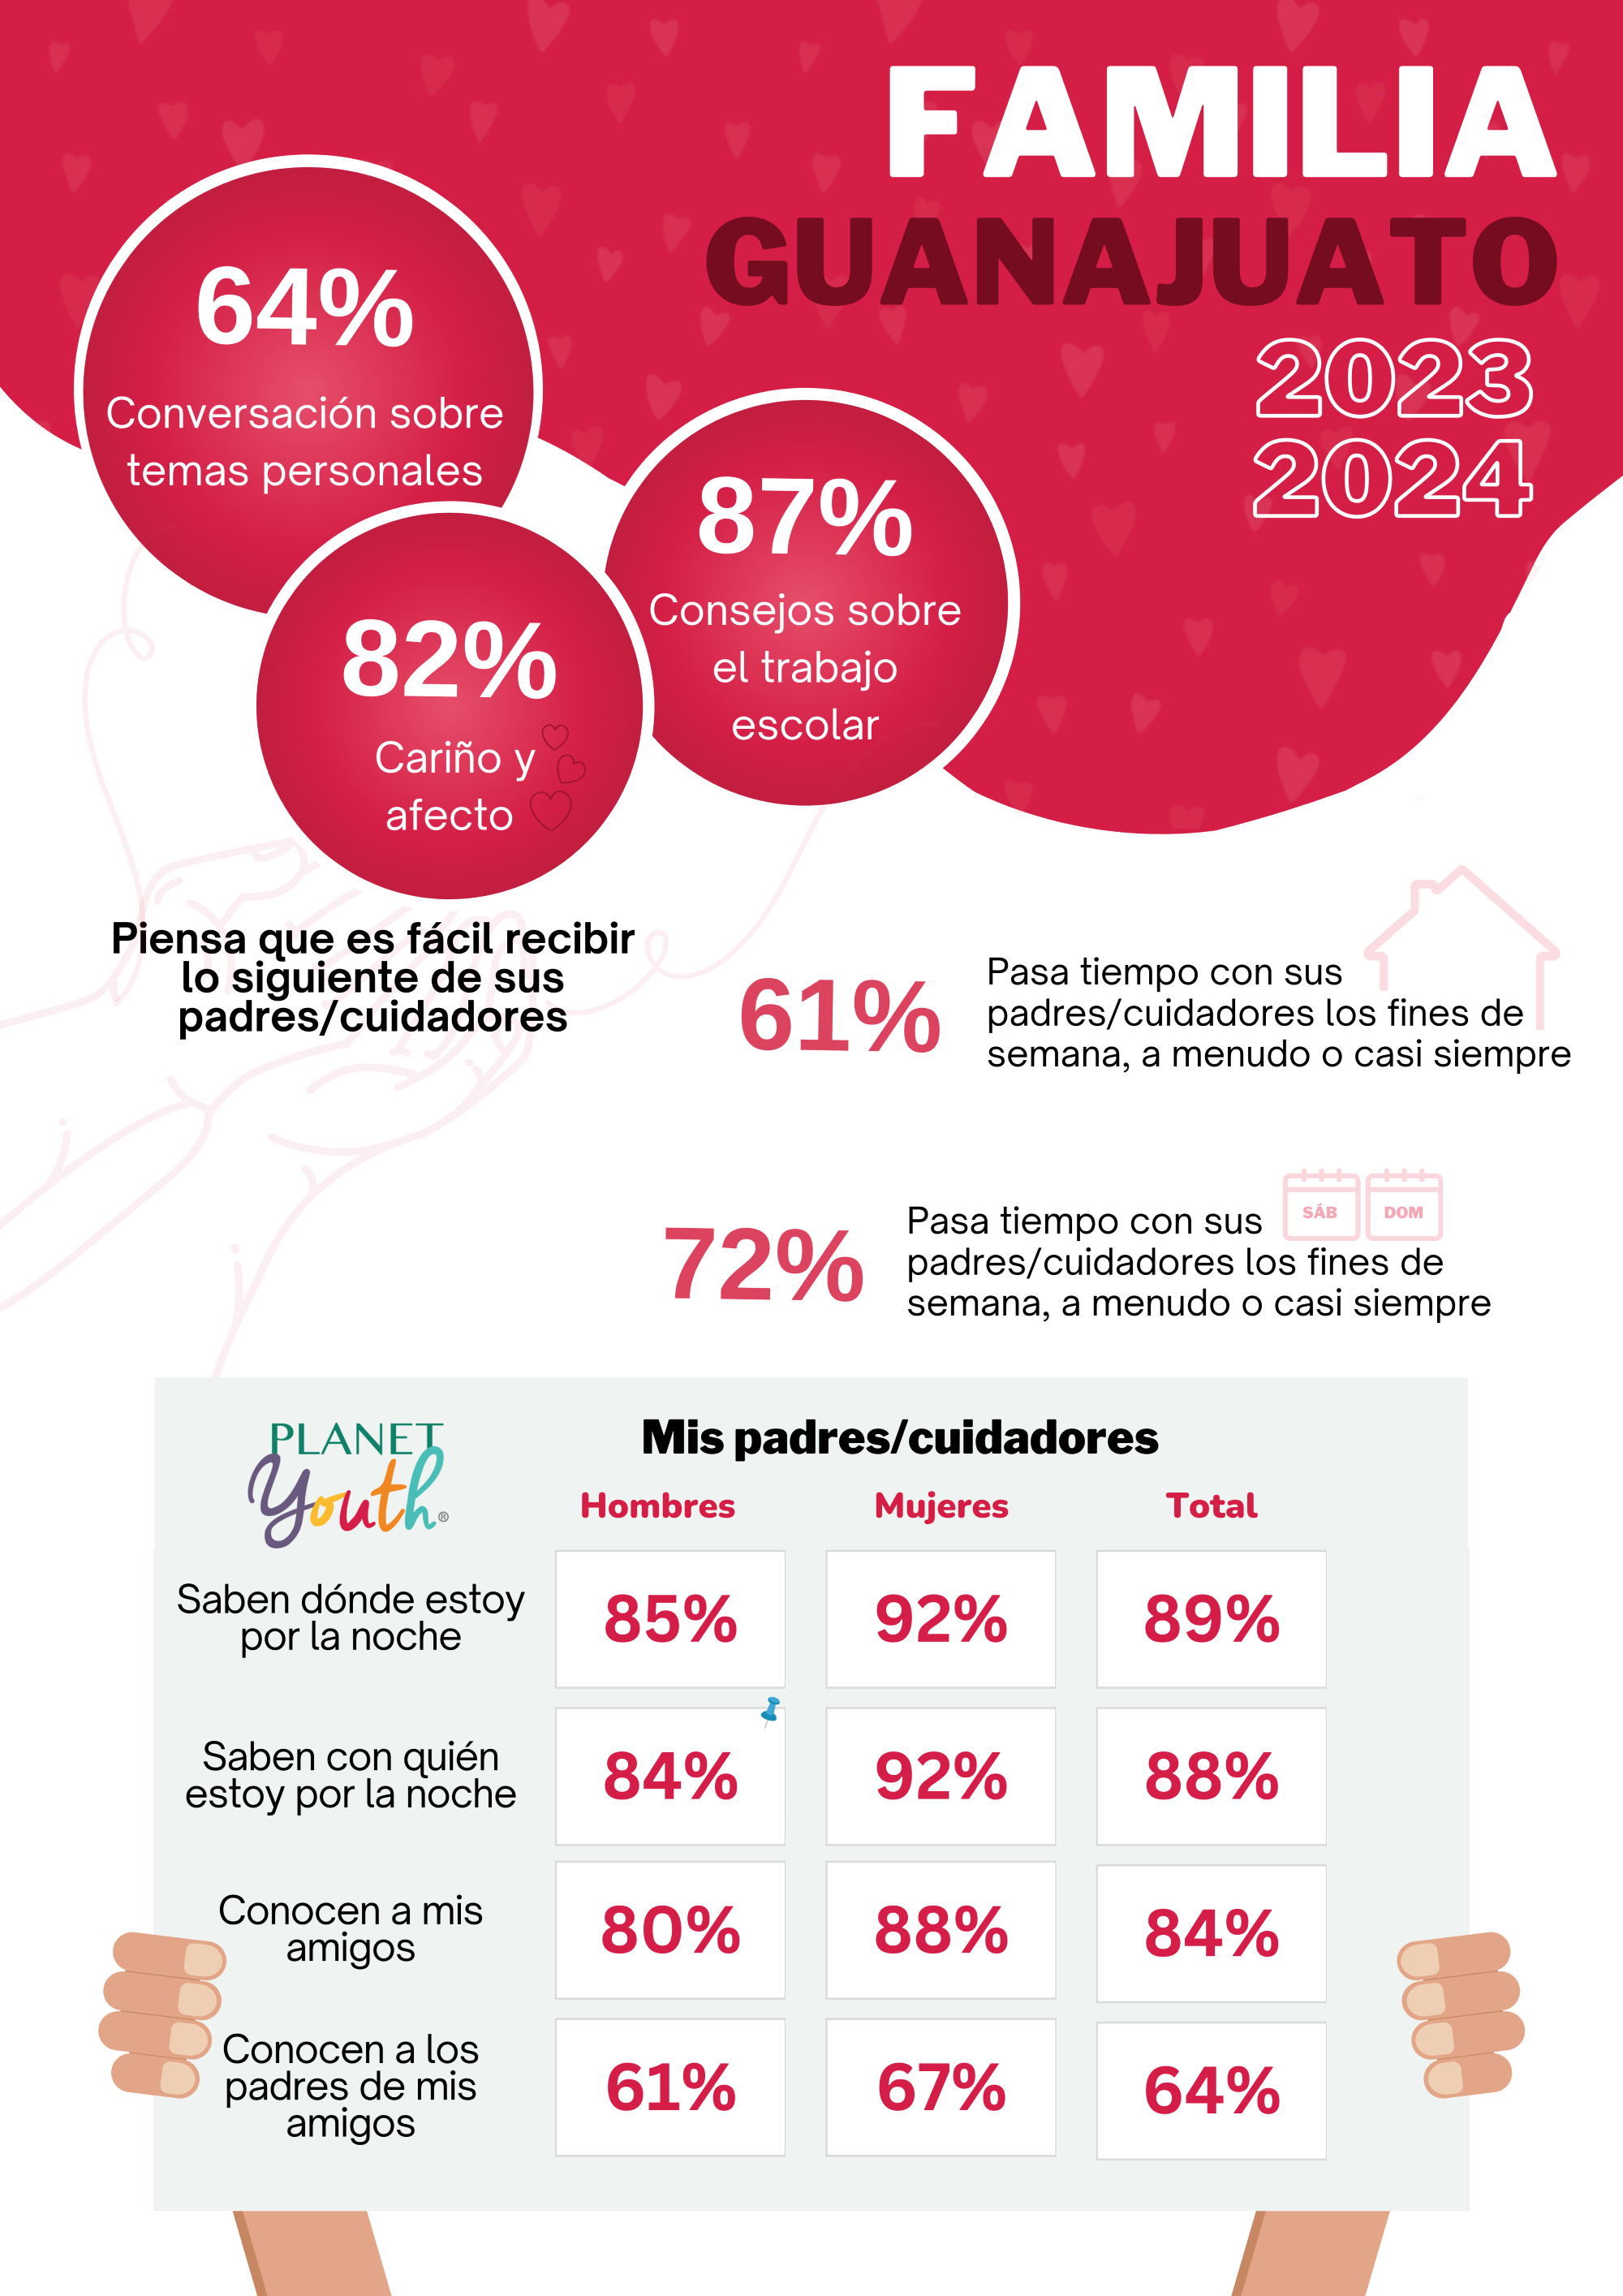 FAMILIA
GUANAJUATO
2023
2024
64%
Conversación sobre
temas personales
87%
Consejos sobre
el trabajo
escolar
82%
Cariño y
afecto
Piensa que es fácil recibir
lo siguiente de sus
padres/cuidadores
61%
Pasa tiempo con sus
padres/cuidadores los fines de
semana, a menudo o casi siempre
SÁB
DOM
72%
Pasa tiempo con sus
padres/cuidadores los fines de
semana, a menudo o casi siempre
PLANET
Youth®
Mis padres/cuidadores
Hombres
Mujeres
Total
Saben dónde estoy
por la noche
85%
92%
89%
Saben con quién
estoy por la noche
84%
92%
88%
Conocen a mis
amigos
80%
88%
84%
Conocen a los
padres de mis
amigos
61%
67%
64%